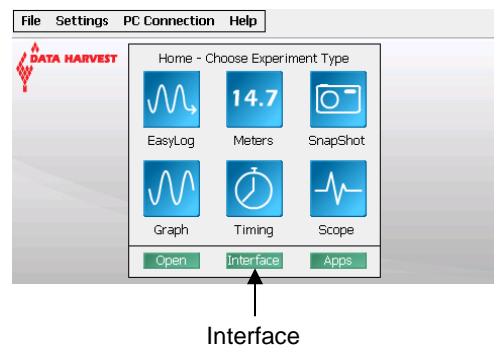 File Settings PC Connection Help
DATA HARVEST
Home - Choose Experiment Type
14.7
EasyLog Meters SnapShot
Graph Timing Scope
Open Interface Apps
Interface